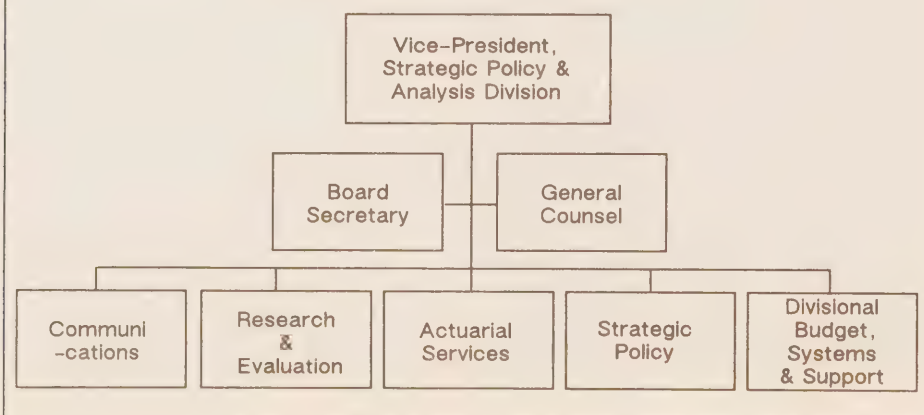 Vice-President,
Strategic Policy &
Analysis Division
Board
Secretary
General
Counsel
Communi
-cations
Research
&
Evaluation
Actuarial
Services
Strategic
Policy
Divisional
Budget,
Systems
& Support